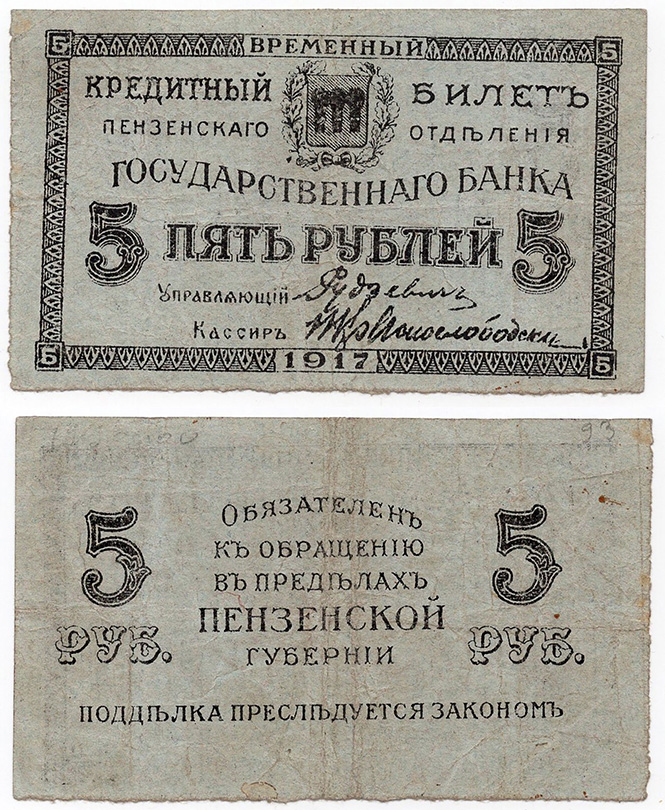 5 ВРЕМЕННЫЙ 5
КРЕДИТНЫЙ БИЛЕТЪ
ПЕНЗЕНСКАГО ОТДѢЛЕНІЯ
ГОСУДАРСТВЕННАГО БАНКА
5 ПЯТЬ РУБЛЕЙ 5
УПРАВЛЯЮЩІЙ
КАССИРЪ
5 1917 5
93
5 ОБЯЗАТЕЛЕНЪ 5
КЪ ОБРАЩЕНІЮ
ВЪ ПРЕДѢЛАХЪ
РУБ. ПЕНЗЕНСКОЙ РУБ.
ГУБЕРНІИ
ПОДДѢЛКА ПРЕСЛѢДУЕТСЯ ЗАКОНОМЪ